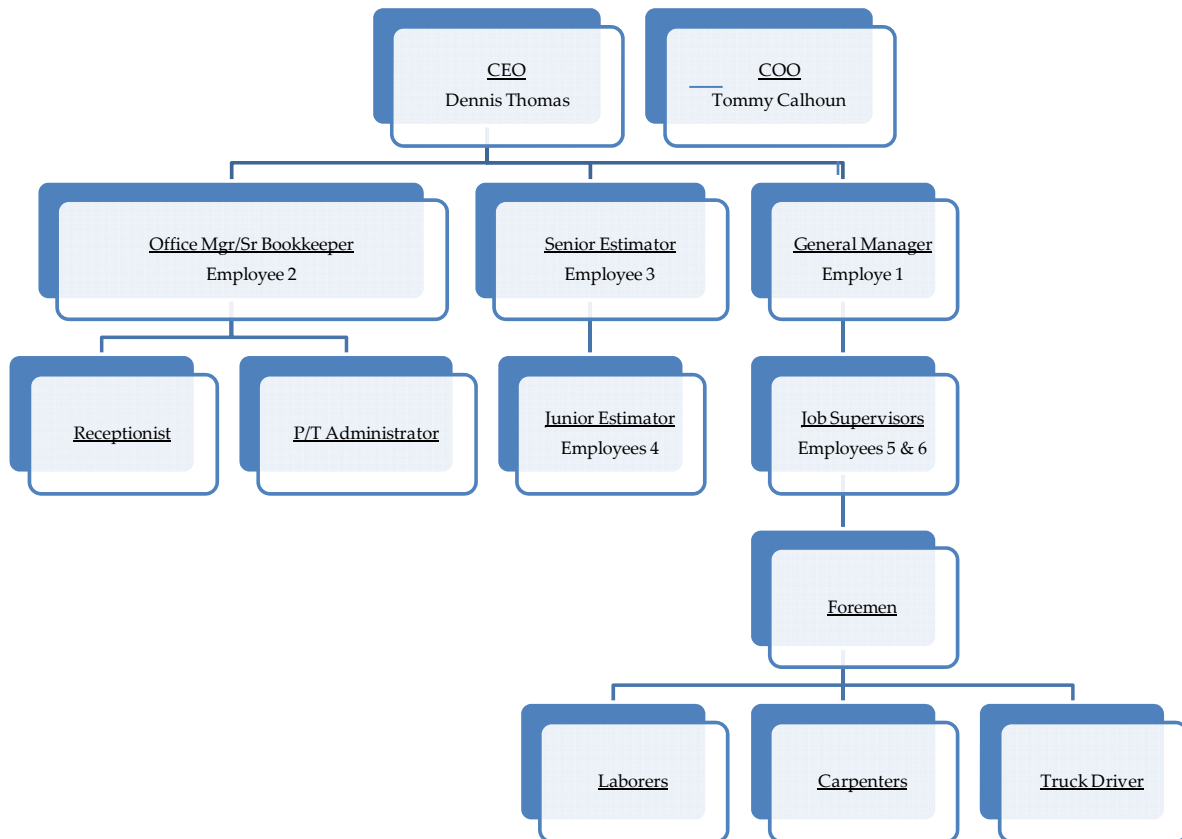 CEO
Dennis Thomas
COO
Tommy Calhoun
Office Mgr/Sr Bookkeeper
Employee 2
Senior Estimator
Employee 3
General Manager
Employe 1
Receptionist
P/T Administrator
Junior Estimator
Employees 4
Job Supervisors
Employees 5 & 6
Foremen
Laborers
Carpenters
Truck Driver